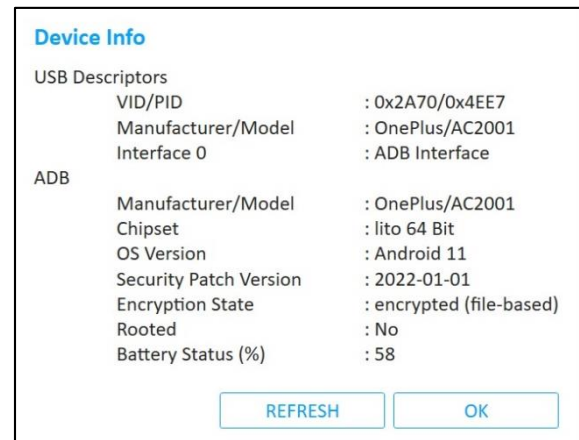 Device Info
USB Descriptors
VID/PID : 0x2A70/0x4EE7
Manufacturer/Model : OnePlus/AC2001
Interface 0 : ADB Interface
ADB
Manufacturer/Model : OnePlus/AC2001
Chipset : lito 64 Bit
OS Version : Android 11
Security Patch Version : 2022-01-01
Encryption State : encrypted (file-based)
Rooted : No
Battery Status (%) : 58
REFRESH OK